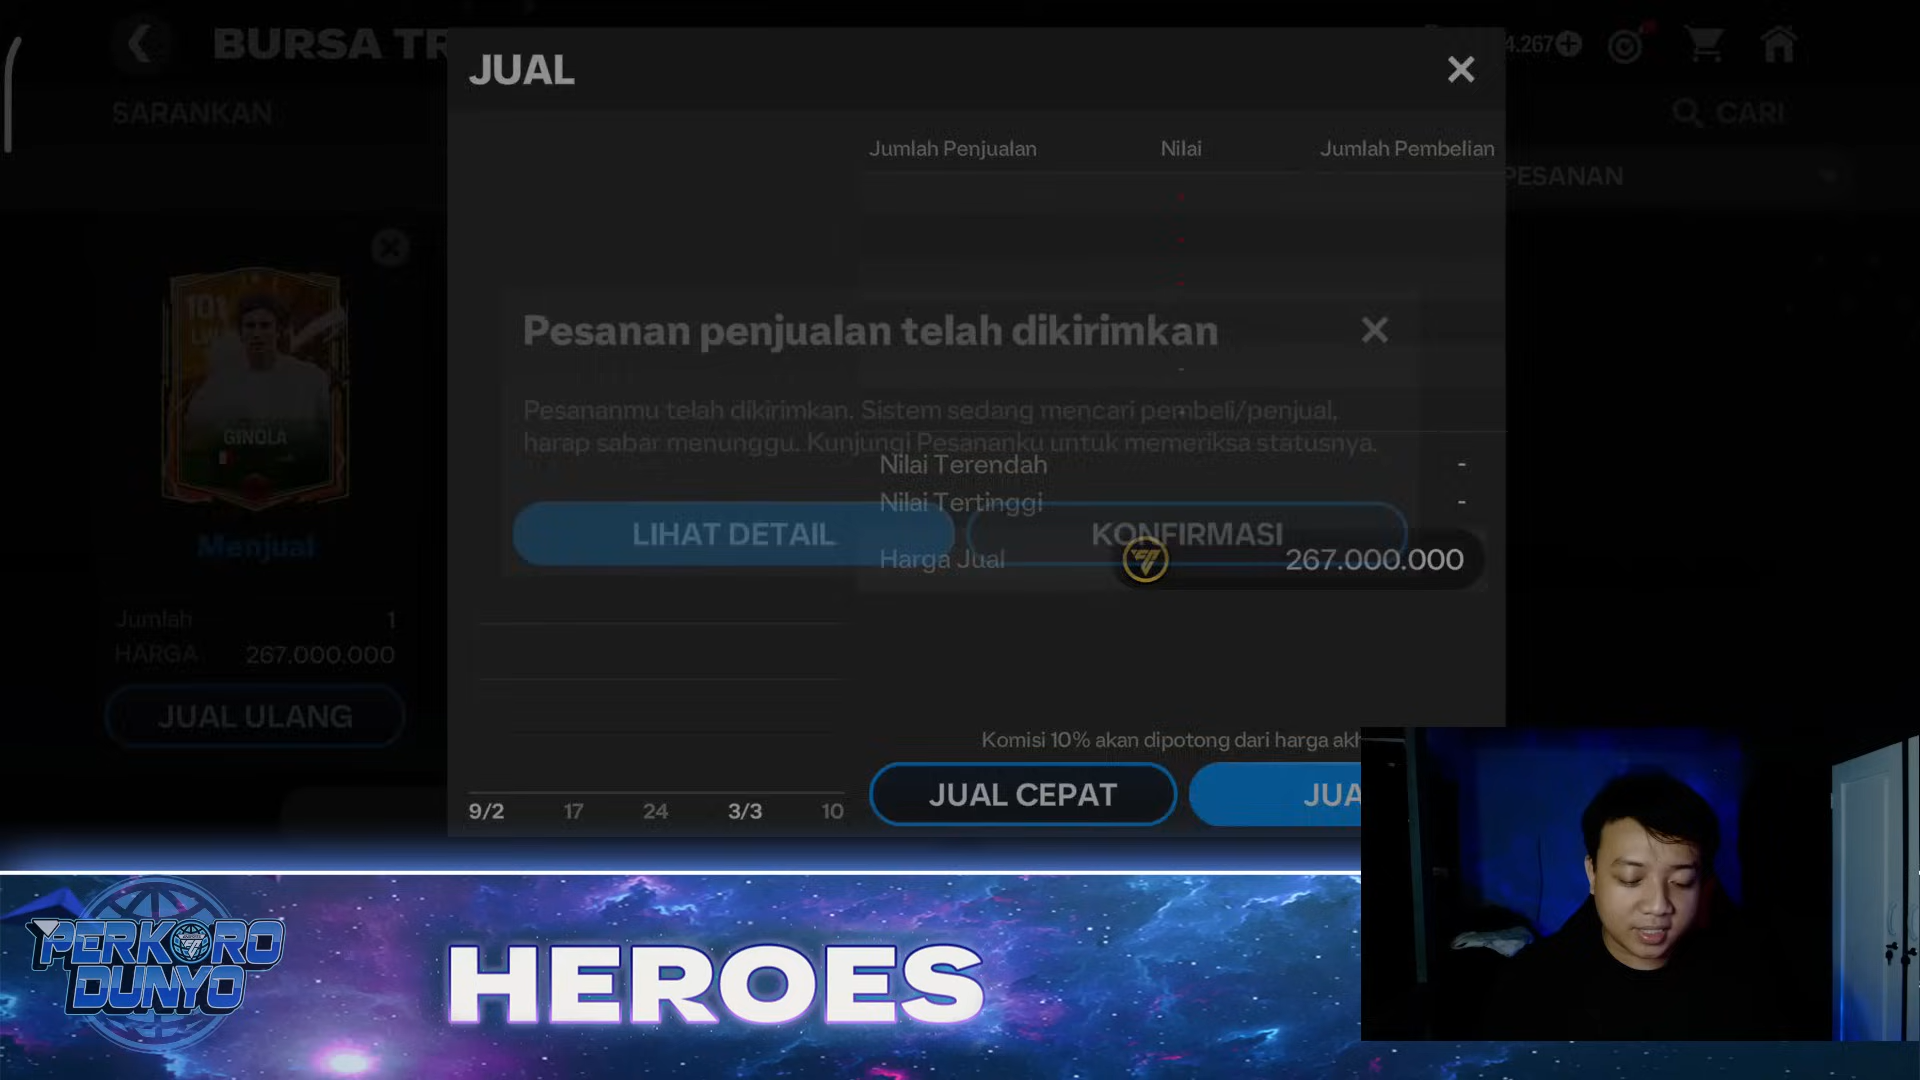 BURSA TR
4.267
SARANKAN
CARI
PESANAN
JUAL
Jumlah Penjualan
Nilai
Jumlah Pembelian
101
GINOLA
Menjual
Jumlah 1
HARGA 267.000.000
JUAL ULANG
Pesanan penjualan telah dikirimkan
Pesananmu telah dikirimkan. Sistem sedang mencari pembeli/penjual,
harap sabar menunggu. Kunjungi Pesananku untuk memeriksa statusnya.
LIHAT DETAIL
KONFIRMASI
Nilai Terendah -
Nilai Tertinggi -
Harga Jual 267.000.000
Komisi 10% akan dipotong dari harga akh
JUAL CEPAT
JUA
9/2 17 24 3/3 10
PERKORO
DUNYO
HEROES